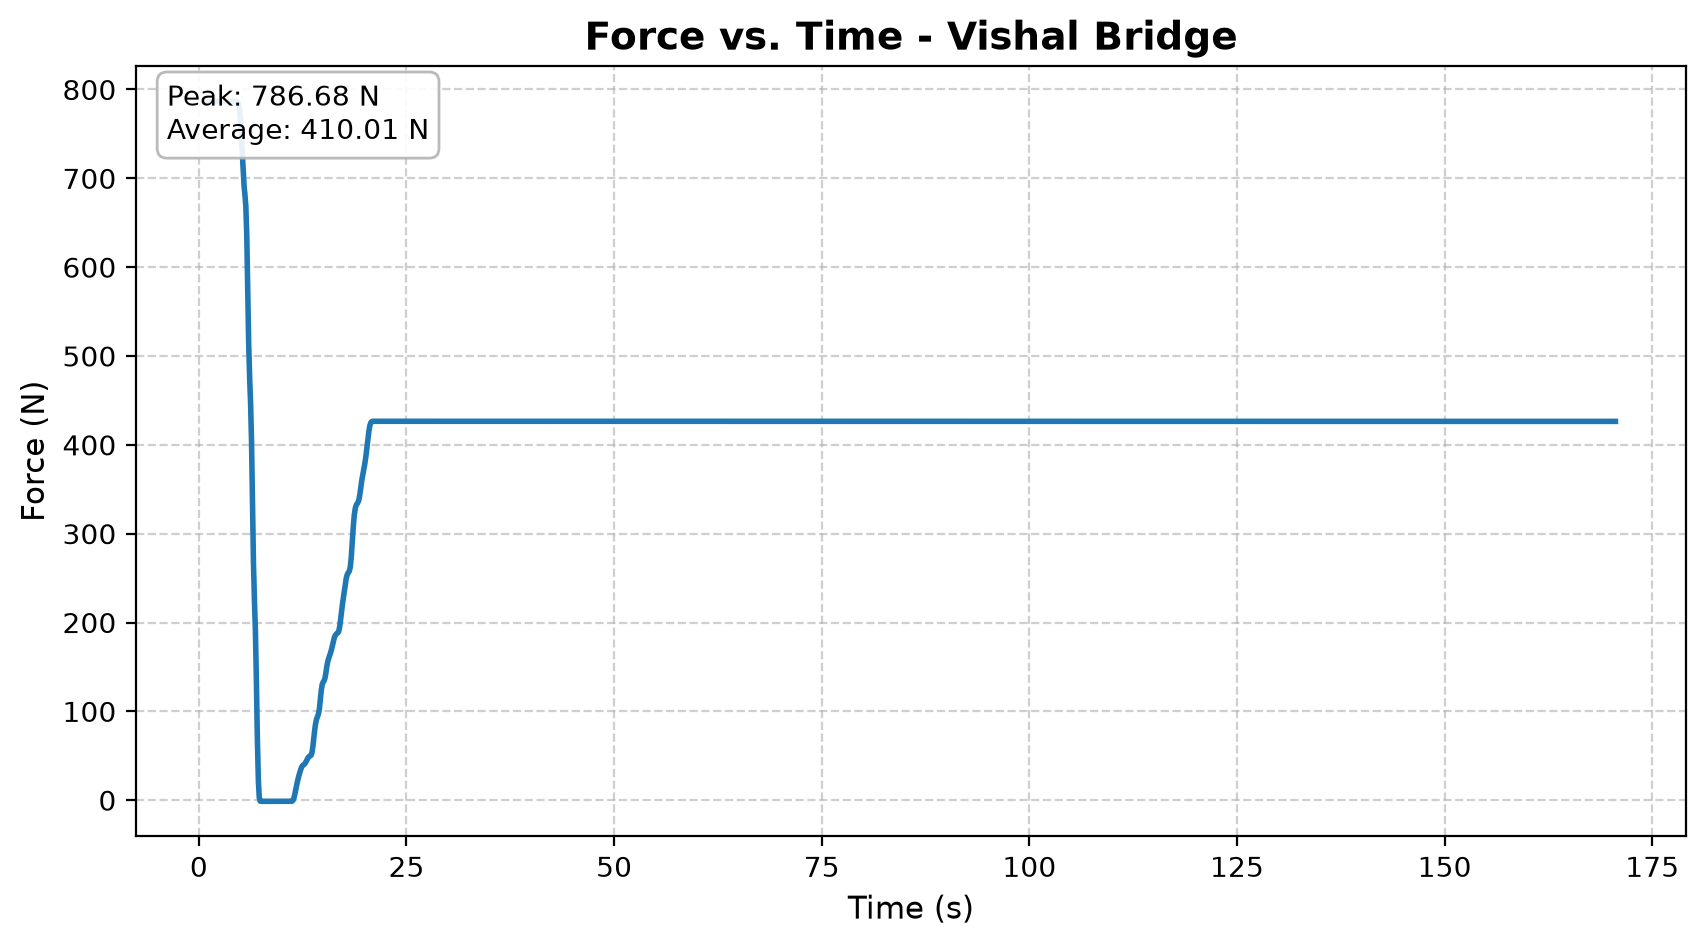 Force vs. Time - Vishal Bridge
Peak: 786.68 N
Average: 410.01 N
800
700
600
500
400
300
200
100
0
Force (N)
0 25 50 75 100 125 150 175
Time (s)